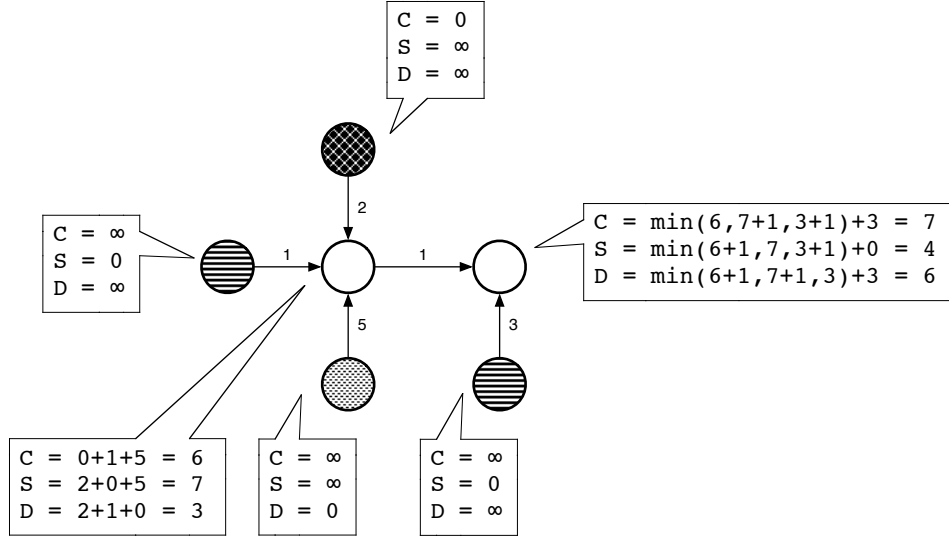 C = 0
S = ∞
D = ∞
2
C = ∞
S = 0
D = ∞
1
1
C = min(6,7+1,3+1)+3 = 7
S = min(6+1,7,3+1)+0 = 4
D = min(6+1,7+1,3)+3 = 6
5
3
C = 0+1+5 = 6
S = 2+0+5 = 7
D = 2+1+0 = 3
C = ∞
S = ∞
D = 0
C = ∞
S = 0
D = ∞